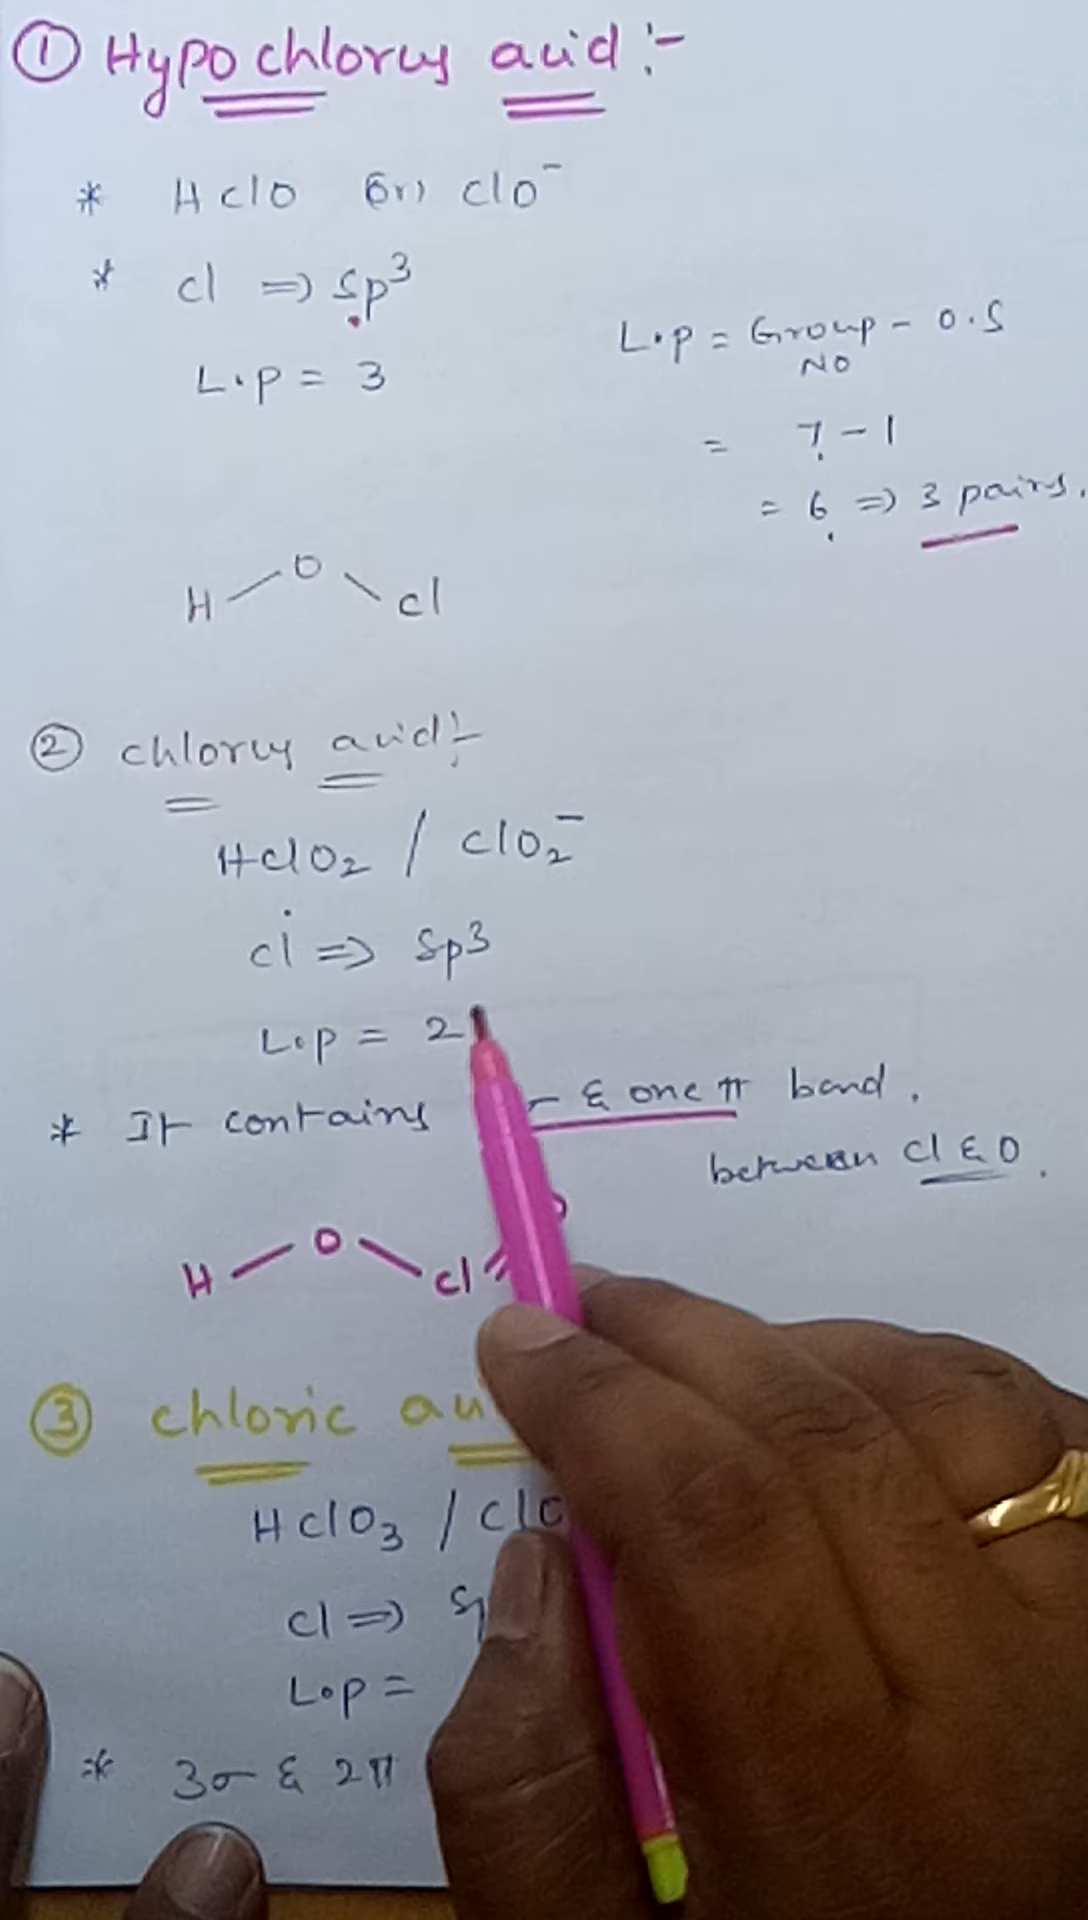 ① Hypochlorus acid :-
* HClO (or) ClO⁻
* Cl ⇒ Sp³
L.p = 3
L.p = Group NO - O.S
= 7 - 1
= 6 ⇒ 3 pairs.
H O Cl
② chlorus acid :-
HClO₂ / ClO₂⁻
Cl ⇒ Sp3
L.p = 2
* It contains & one π bond.
between Cl & O.
H - O - Cl
③ chloric
HClO₃ /
Cl ⇒
L.p =
* 3σ & 2π